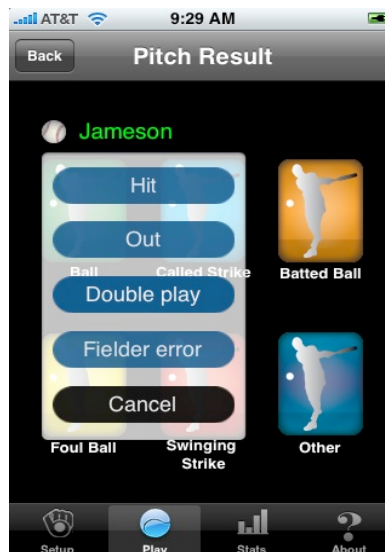 AT&T 9:29 AM
Back Pitch Result
Jameson
Hit
Out
Ball Called Strike Batted Ball
Double play
Fielder error
Cancel
Foul Ball Swinging Strike Other
Setup Play Stats About